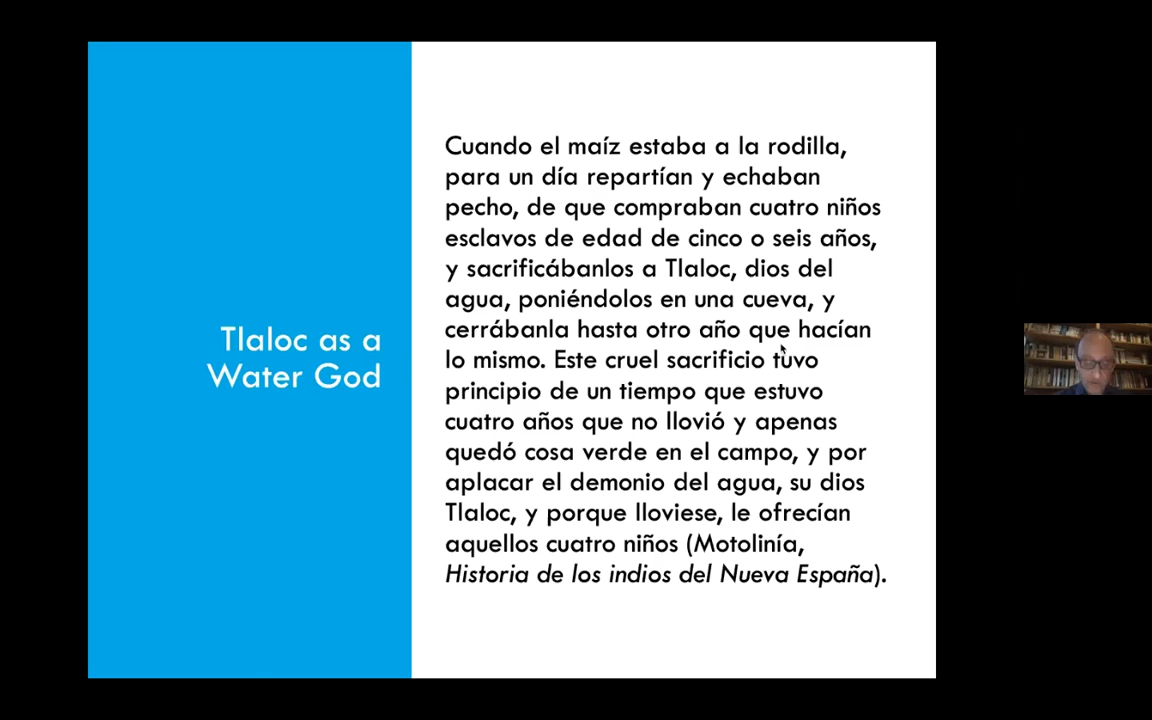 Tlaloc as a
Water God
Cuando el maíz estaba a la rodilla,
para un día repartían y echaban
pecho, de que compraban cuatro niños
esclavos de edad de cinco o seis años,
y sacrificábanlos a Tlaloc, dios del
agua, poniéndolos en una cueva, y
cerrábanla hasta otro año que hacían
lo mismo. Este cruel sacrificio tuvo
principio de un tiempo que estuvo
cuatro años que no llovió y apenas
quedó cosa verde en el campo, y por
aplacar el demonio del agua, su dios
Tlaloc, y porque lloviese, le ofrecían
aquellos cuatro niños (Motolinía,
Historia de los indios del Nueva España).